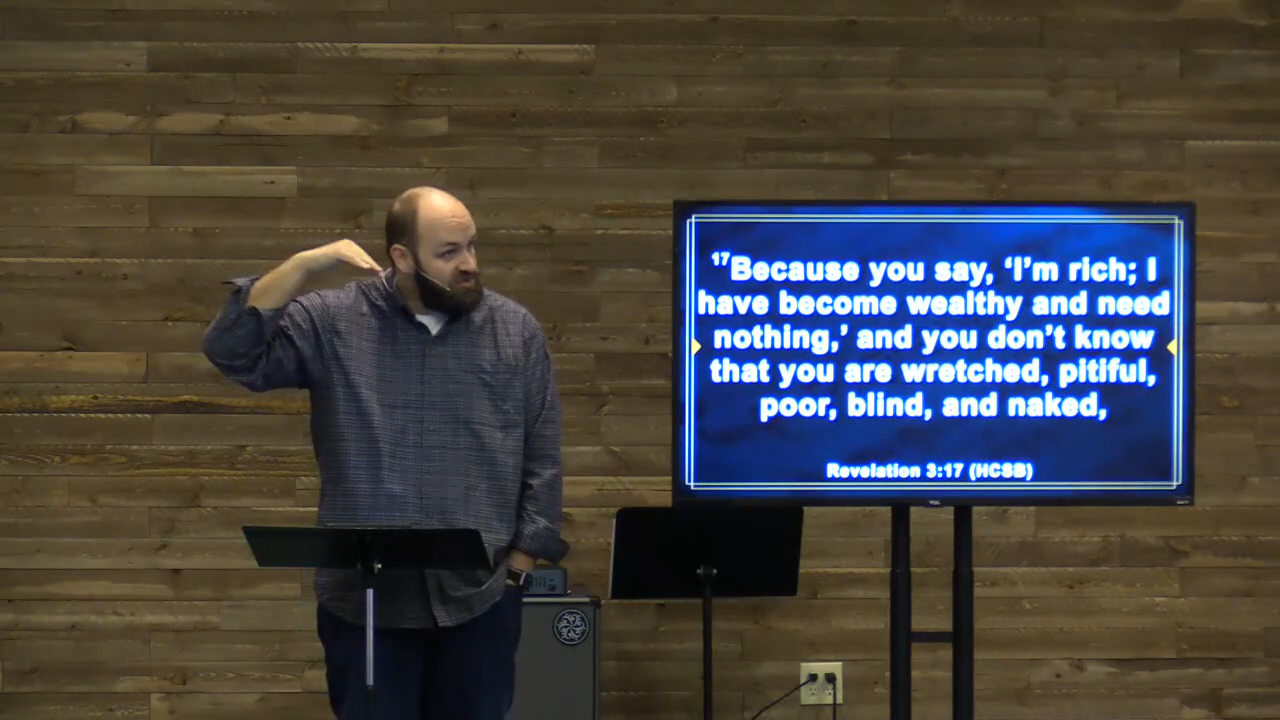 ¹⁷Because you say, ‘I’m rich; I
have become wealthy and need
nothing,’ and you don’t know
that you are wretched, pitiful,
poor, blind, and naked,
Revelation 3:17 (HCSB)
TCL